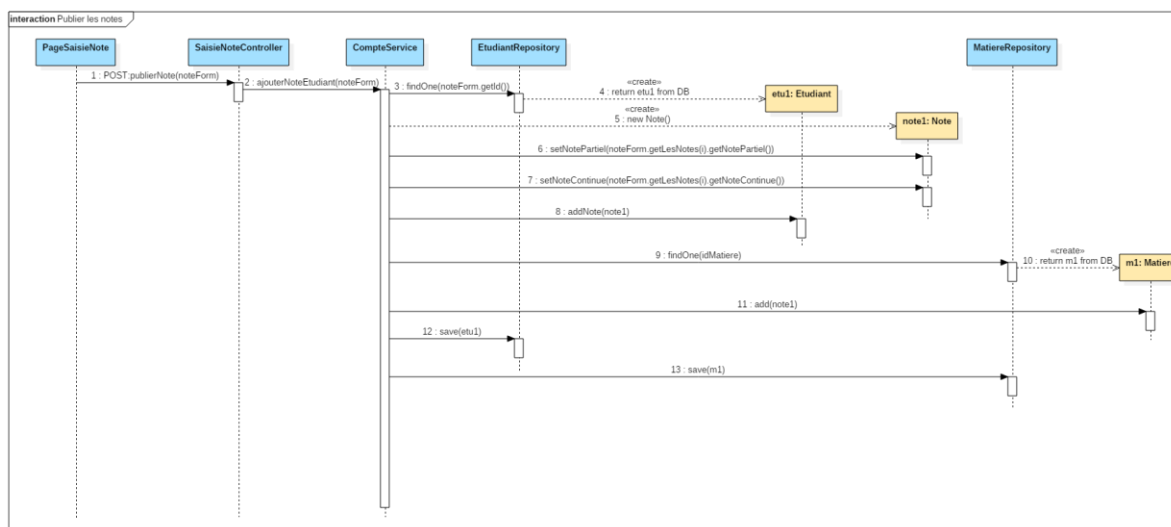 interaction Publier les notes
PageSaisieNote
SaisieNoteController
CompteService
EtudiantRepository
MatiereRepository
1 : POST:publierNote(noteForm)
2 : ajouterNoteEtudiant(noteForm)
3 : findOne(noteForm.getId())
«create»
4 : return etu1 from DB
etu1: Etudiant
«create»
5 : new Note()
note1: Note
6 : setNotePartiel(noteForm.getLesNotes(i).getNotePartiel())
7 : setNoteContinue(noteForm.getLesNotes(i).getNoteContinue())
8 : addNote(note1)
9 : findOne(idMatiere)
«create»
10 : return m1 from DB
m1: Matiere
11 : add(note1)
12 : save(etu1)
13 : save(m1)